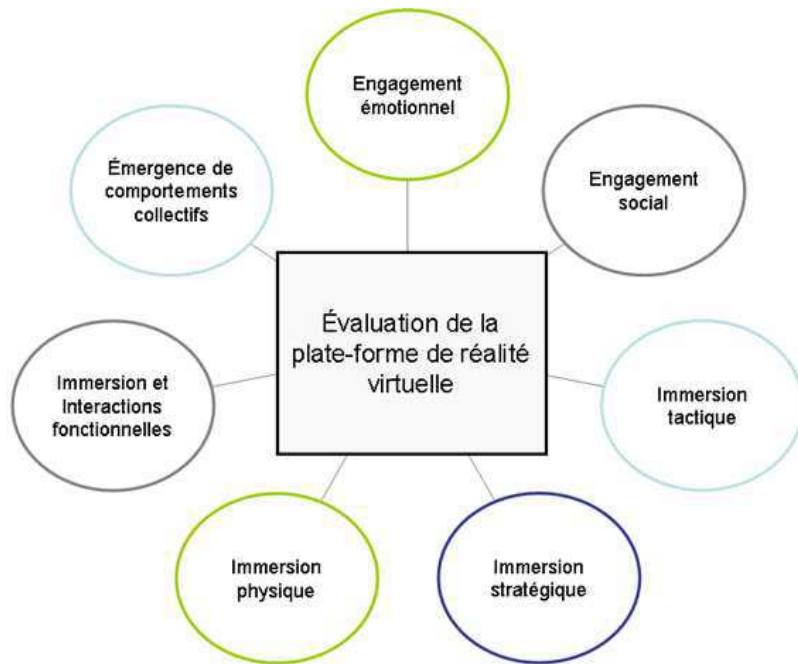 Engagement
émotionnel
Engagement
social
Immersion
tactique
Immersion
stratégique
Immersion
physique
Immersion et
Interactions
fonctionnelles
Émergence de
comportements
collectifs
Évaluation de la
plate-forme de réalité
virtuelle